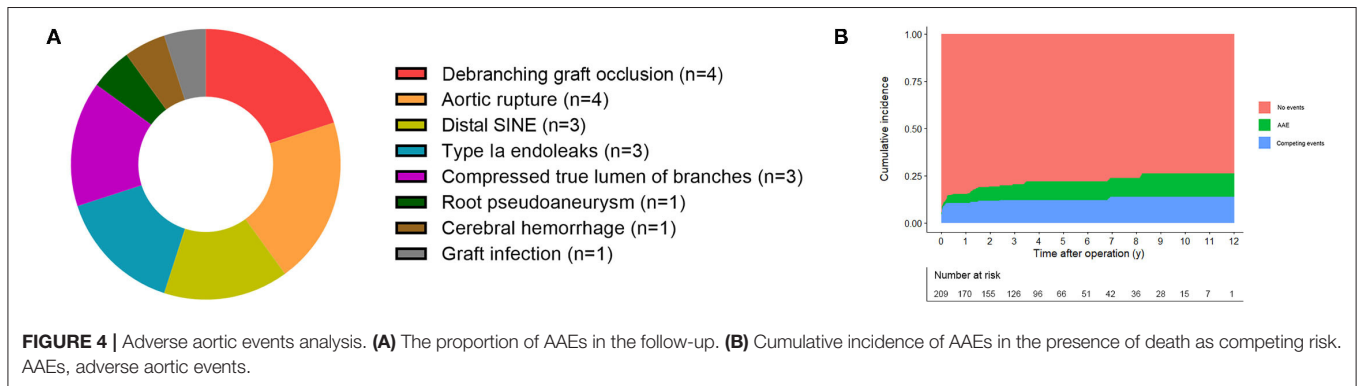 A
Debranching graft occlusion (n=4)
Aortic rupture (n=4)
Distal SINE (n=3)
Type Ia endoleaks (n=3)
Compressed true lumen of branches (n=3)
Root pseudoaneurysm (n=1)
Cerebral hemorrhage (n=1)
Graft infection (n=1)
B
Cumulative incidence
1.00
0.75
0.50
0.25
0.00
0 1 2 3 4 5 6 7 8 9 10 11 12
Time after operation (y)
No events
AAE
Competing events
Number at risk
209 170 155 126 96 66 51 42 36 28 15 7 1
FIGURE 4 | Adverse aortic events analysis. (A) The proportion of AAEs in the follow-up. (B) Cumulative incidence of AAEs in the presence of death as competing risk.
AAEs, adverse aortic events.